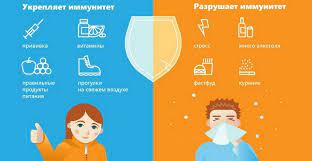 Укрепляет иммунитет
прививка
витамины
правильные
продукты
питания
прогулки
на свежем воздухе
Разрушает иммунитет
стресс
много алкоголя
фастфуд
курение